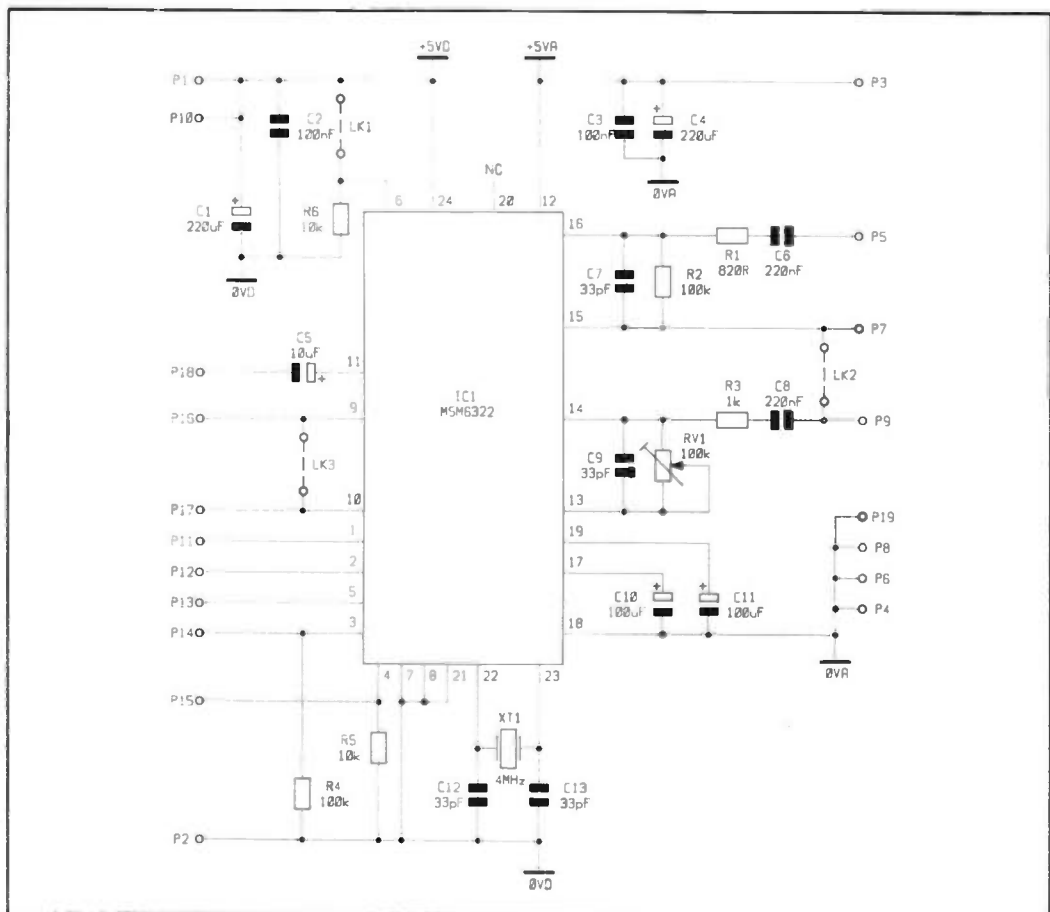 +5VD
+5VA
P1
P3
P10
C2
100nF
LK1
C3
100nF
C4
220uF
+
NC
0VA
6
24
20
12
C1
220uF
+
R6
10k
16
P5
R1
820R
C6
220nF
C7
33pF
R2
100k
0VD
15
P7
C5
10uF
+
11
P18
IC1
MSM6322
LK2
9
P16
14
R3
1k
C8
220nF
P9
LK3
C9
33pF
RV1
100k
10
P17
13
P19
1
P11
19
P8
2
P12
17
P6
5
P13
C10
100uF
+
C11
100uF
+
P4
3
P14
18
0VA
4
7
8
21
22
23
P15
XT1
4MHz
R5
10k
R4
100k
C12
33pF
C13
33pF
P2
0VD